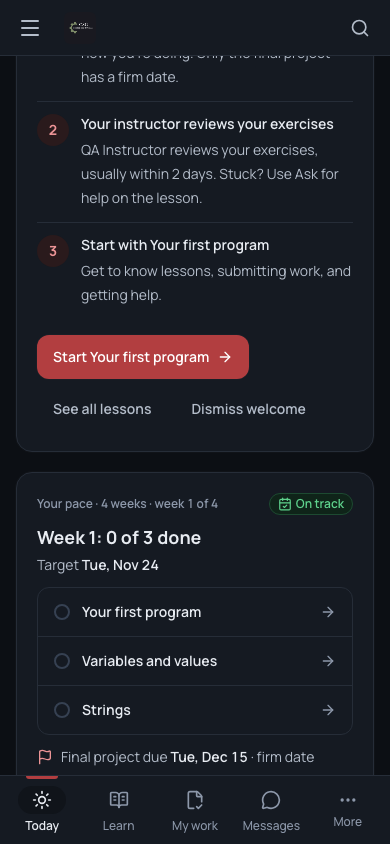 now you're doing. Only the final project
has a firm date.
2
Your instructor reviews your exercises
QA Instructor reviews your exercises,
usually within 2 days. Stuck? Use Ask for
help on the lesson.
3
Start with Your first program
Get to know lessons, submitting work, and
getting help.
Start Your first program
See all lessons
Dismiss welcome
Your pace · 4 weeks · week 1 of 4
On track
Week 1: 0 of 3 done
Target Tue, Nov 24
Your first program
Variables and values
Strings
Final project due Tue, Dec 15 · firm date
Today
Learn
My work
Messages
More